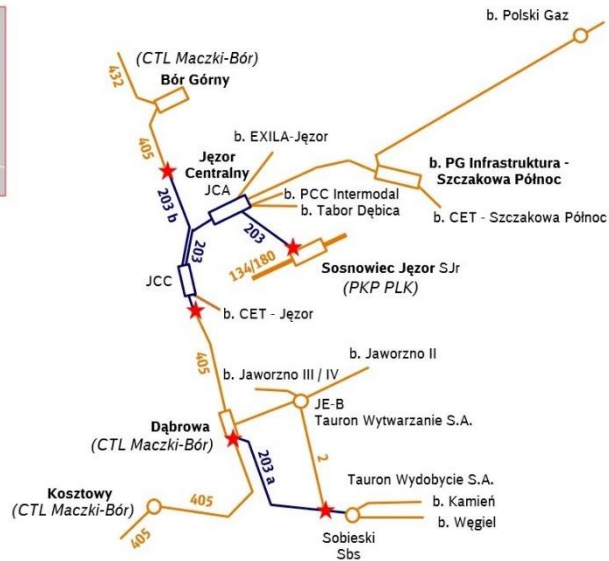 b. Polski Gaz
(CTL Maczki-Bór)
Bór Górny
432
405
203 b
b. EXILA-Jęzor
Jęzor
Centralny
JCA
b. PCC Intermodal
b. Tabor Dębica
b. PG Infrastruktura -
Szczakowa Północ
b. CET - Szczakowa Północ
203
203
134/180
Sosnowiec Jęzor SJr
(PKP PLK)
JCC
b. CET - Jęzor
405
b. Jaworzno II
b. Jaworzno III / IV
JE-B
Tauron Wytwarzanie S.A.
Dąbrowa
(CTL Maczki-Bór)
203 a
2
Tauron Wydobycie S.A.
b. Kamień
b. Węgiel
Sobieski
Sbs
Kosztowy
(CTL Maczki-Bór)
405
405